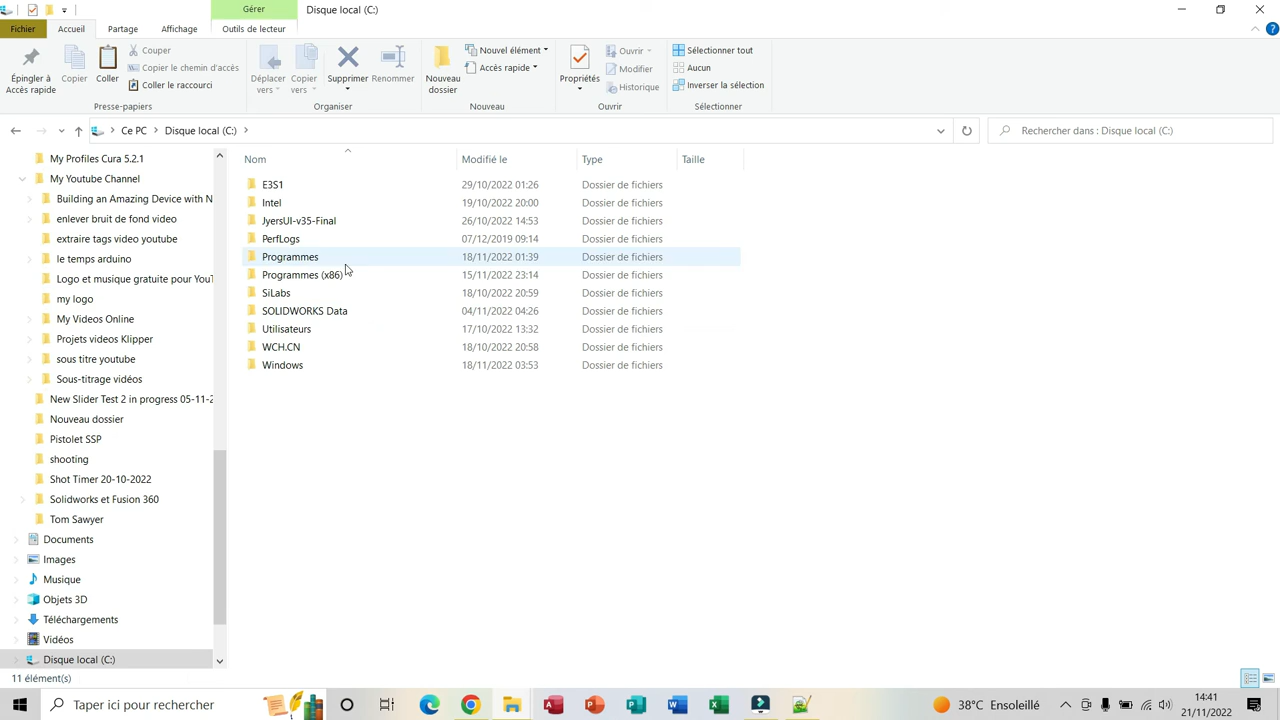 Gérer
Disque local (C:)
Fichier
Accueil
Partage
Affichage
Outils de lecteur
Épingler à Accès rapide
Copier
Coller
Couper
Copier le chemin d'accès
Coller le raccourci
Presse-papiers
Déplacer vers
Copier vers
Supprimer
Renommer
Organiser
Nouveau dossier
Nouvel élément
Accès rapide
Nouveau
Propriétés
Ouvrir
Modifier
Historique
Ouvrir
Sélectionner tout
Aucun
Inverser la sélection
Sélectionner
Ce PC
Disque local (C:)
Rechercher dans : Disque local (C:)
My Profiles Cura 5.2.1
My Youtube Channel
Building an Amazing Device with N
enlever bruit de fond video
extraire tags video youtube
le temps arduino
Logo et musique gratuite pour YouT
my logo
My Videos Online
Projets videos Klipper
sous titre youtube
Sous-titrage vidéos
New Slider Test 2 in progress 05-11-2
Nouveau dossier
Pistolet SSP
shooting
Shot Timer 20-10-2022
Solidworks et Fusion 360
Tom Sawyer
Documents
Images
Musique
Objets 3D
Téléchargements
Vidéos
Disque local (C:)
Nom Modifié le Type Taille
E3S1 29/10/2022 01:26 Dossier de fichiers
Intel 19/10/2022 20:00 Dossier de fichiers
JyersUI-v35-Final 26/10/2022 14:53 Dossier de fichiers
PerfLogs 07/12/2019 09:14 Dossier de fichiers
Programmes 18/11/2022 01:39 Dossier de fichiers
Programmes (x86) 15/11/2022 23:14 Dossier de fichiers
SiLabs 18/10/2022 20:59 Dossier de fichiers
SOLIDWORKS Data 04/11/2022 04:26 Dossier de fichiers
Utilisateurs 17/10/2022 13:32 Dossier de fichiers
WCH.CN 18/10/2022 20:58 Dossier de fichiers
Windows 18/11/2022 03:53 Dossier de fichiers
11 élément(s)
Taper ici pour rechercher
38°C Ensoleillé
14:41
21/11/2022